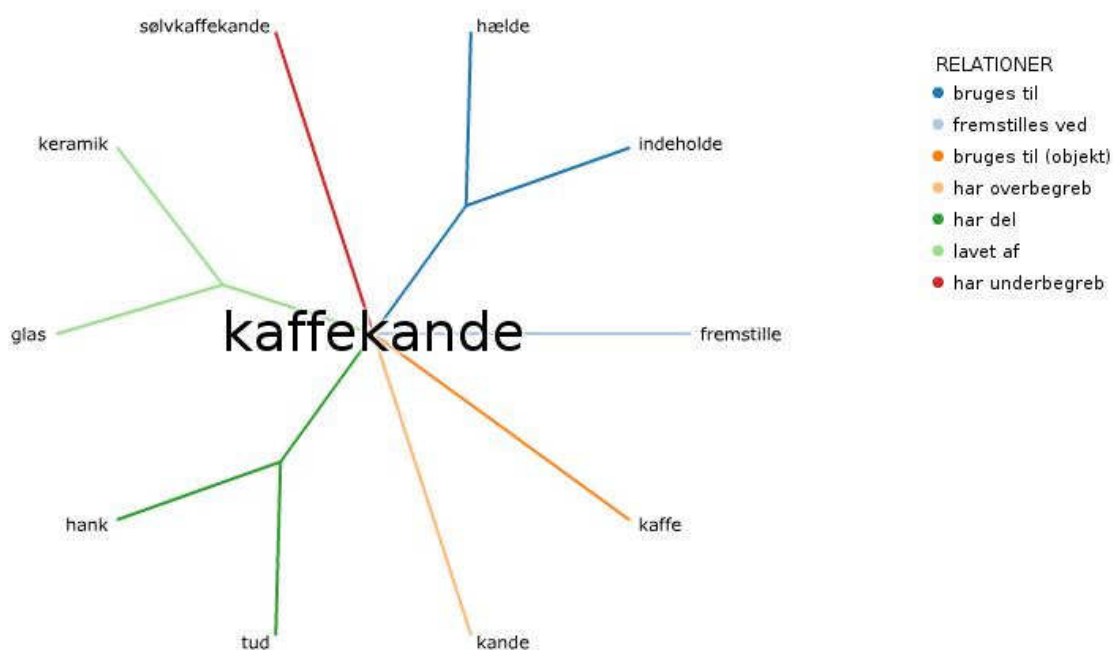 sølvkaffekande
hælde
keramik
indeholde
glas
kaffekande
fremstille
hank
kaffe
tud
kande
RELATIONER
bruges til
fremstilles ved
bruges til (objekt)
har overbegreb
har del
lavet af
har underbegreb